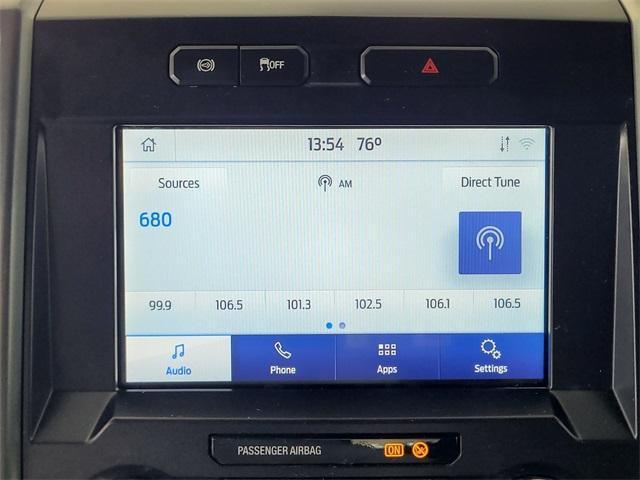 OFF
13:54 76°
Sources AM Direct Tune
680
99.9 106.5 101.3 102.5 106.1 106.5
Audio Phone Apps Settings
PASSENGER AIRBAG ON